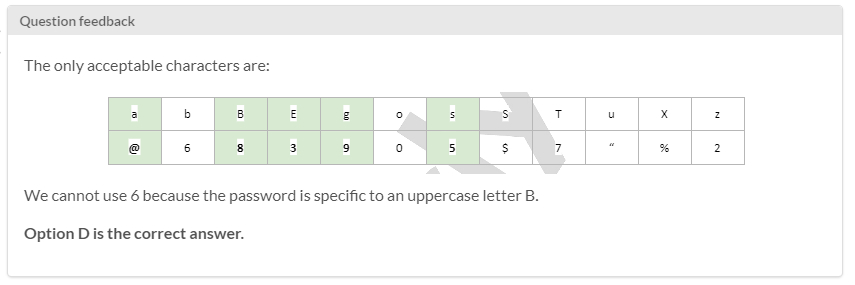 Question feedback
The only acceptable characters are:
a b B E g o s S T u X z
@ 6 8 3 9 0 5 $ 7 “ % 2
We cannot use 6 because the password is specific to an uppercase letter B.
Option D is the correct answer.